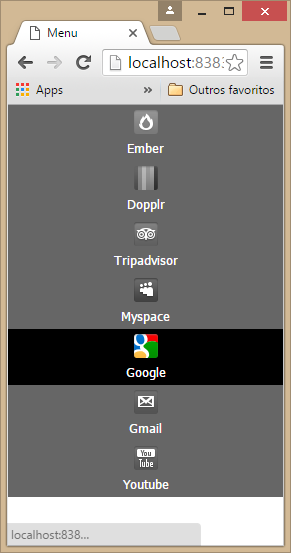 Menu
localhost:838
Apps
»
Outros favoritos
Ember
Dopplr
Tripadvisor
Myspace
Google
Gmail
You
Tube
Youtube
localhost:838...